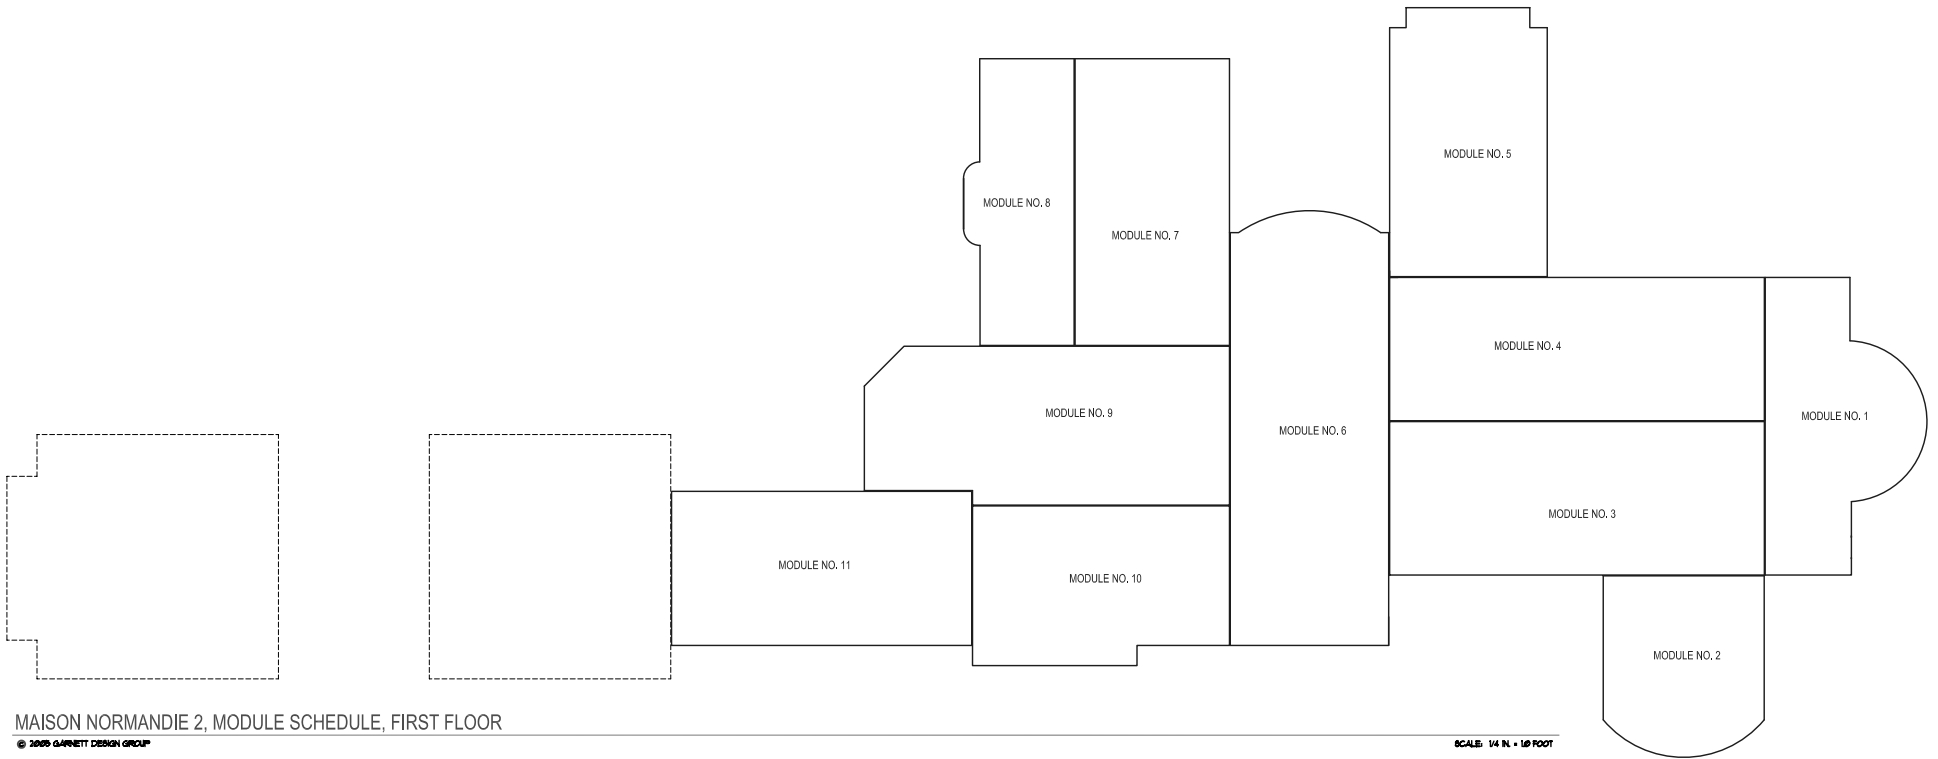 MODULE NO. 5
MODULE NO. 8
MODULE NO. 7
MODULE NO. 4
MODULE NO. 9
MODULE NO. 1
MODULE NO. 6
MODULE NO. 3
MODULE NO. 11
MODULE NO. 10
MODULE NO. 2
MAISON NORMANDIE 2, MODULE SCHEDULE, FIRST FLOOR
© 2005 GARNETT DESIGN GROUP
SCALE: 1/4 IN. = 1.0 FOOT